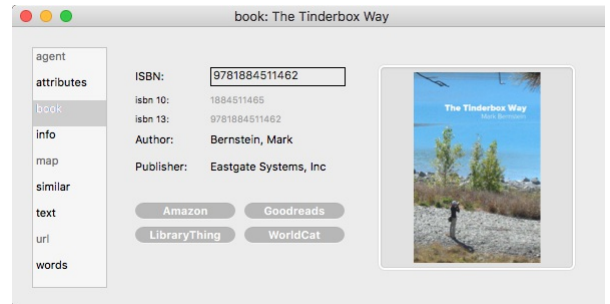 book: The Tinderbox Way
agent
attributes
book
info
map
similar
text
url
words
ISBN: 9781884511462
isbn 10: 1884511465
isbn 13: 9781884511462
Author: Bernstein, Mark
Publisher: Eastgate Systems, Inc
Amazon Goodreads
LibraryThing WorldCat
The Tinderbox Way
Mark Bernstein